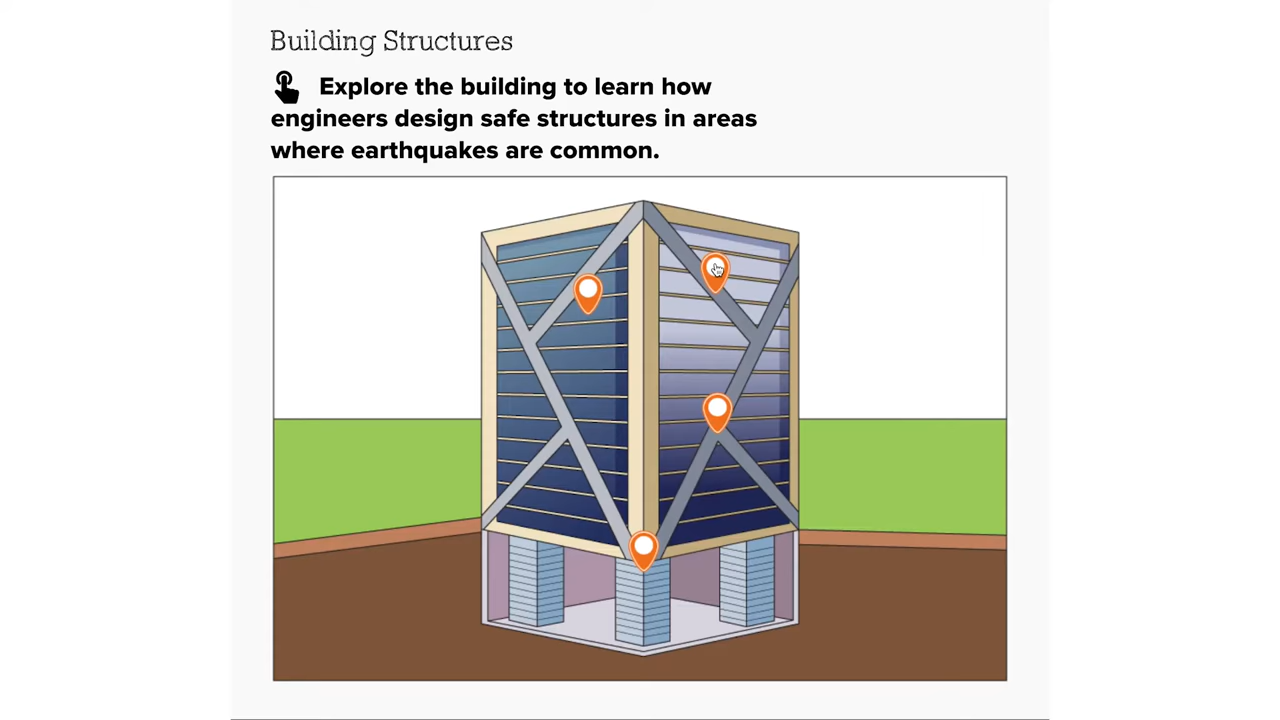 Building Structures
Explore the building to learn how
engineers design safe structures in areas
where earthquakes are common.